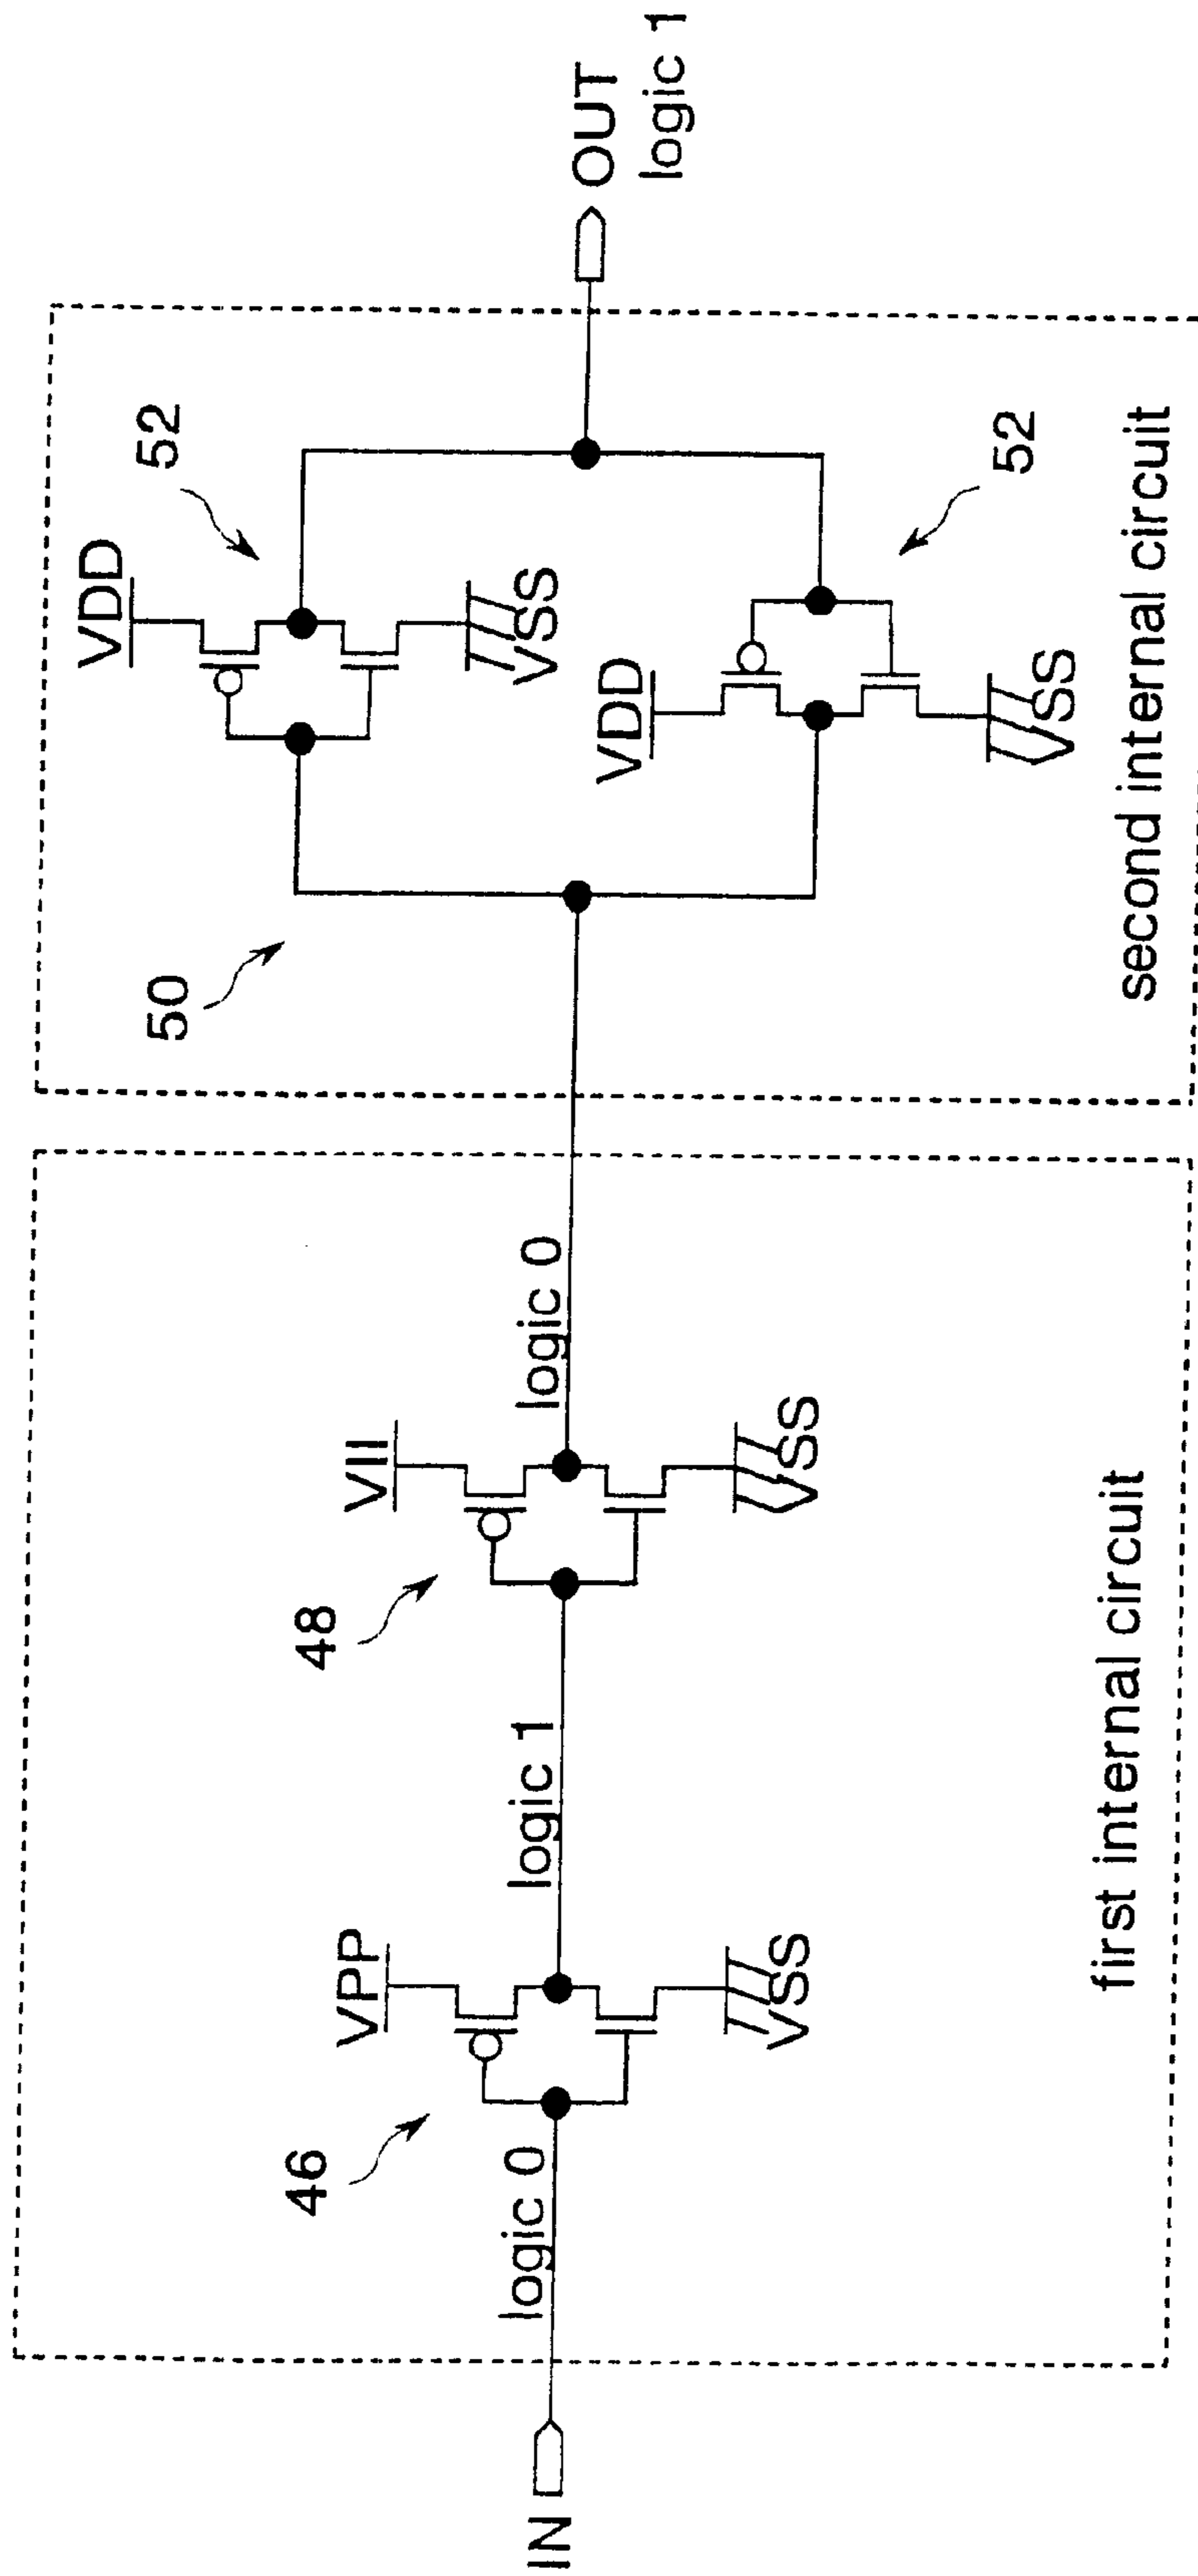 IN
logic 0
46
VPP
VSS
logic 1
48
VII
VSS
logic 0
first internal circuit
50
VDD
52
VSS
VDD
52
VSS
second internal circuit
OUT
logic 1